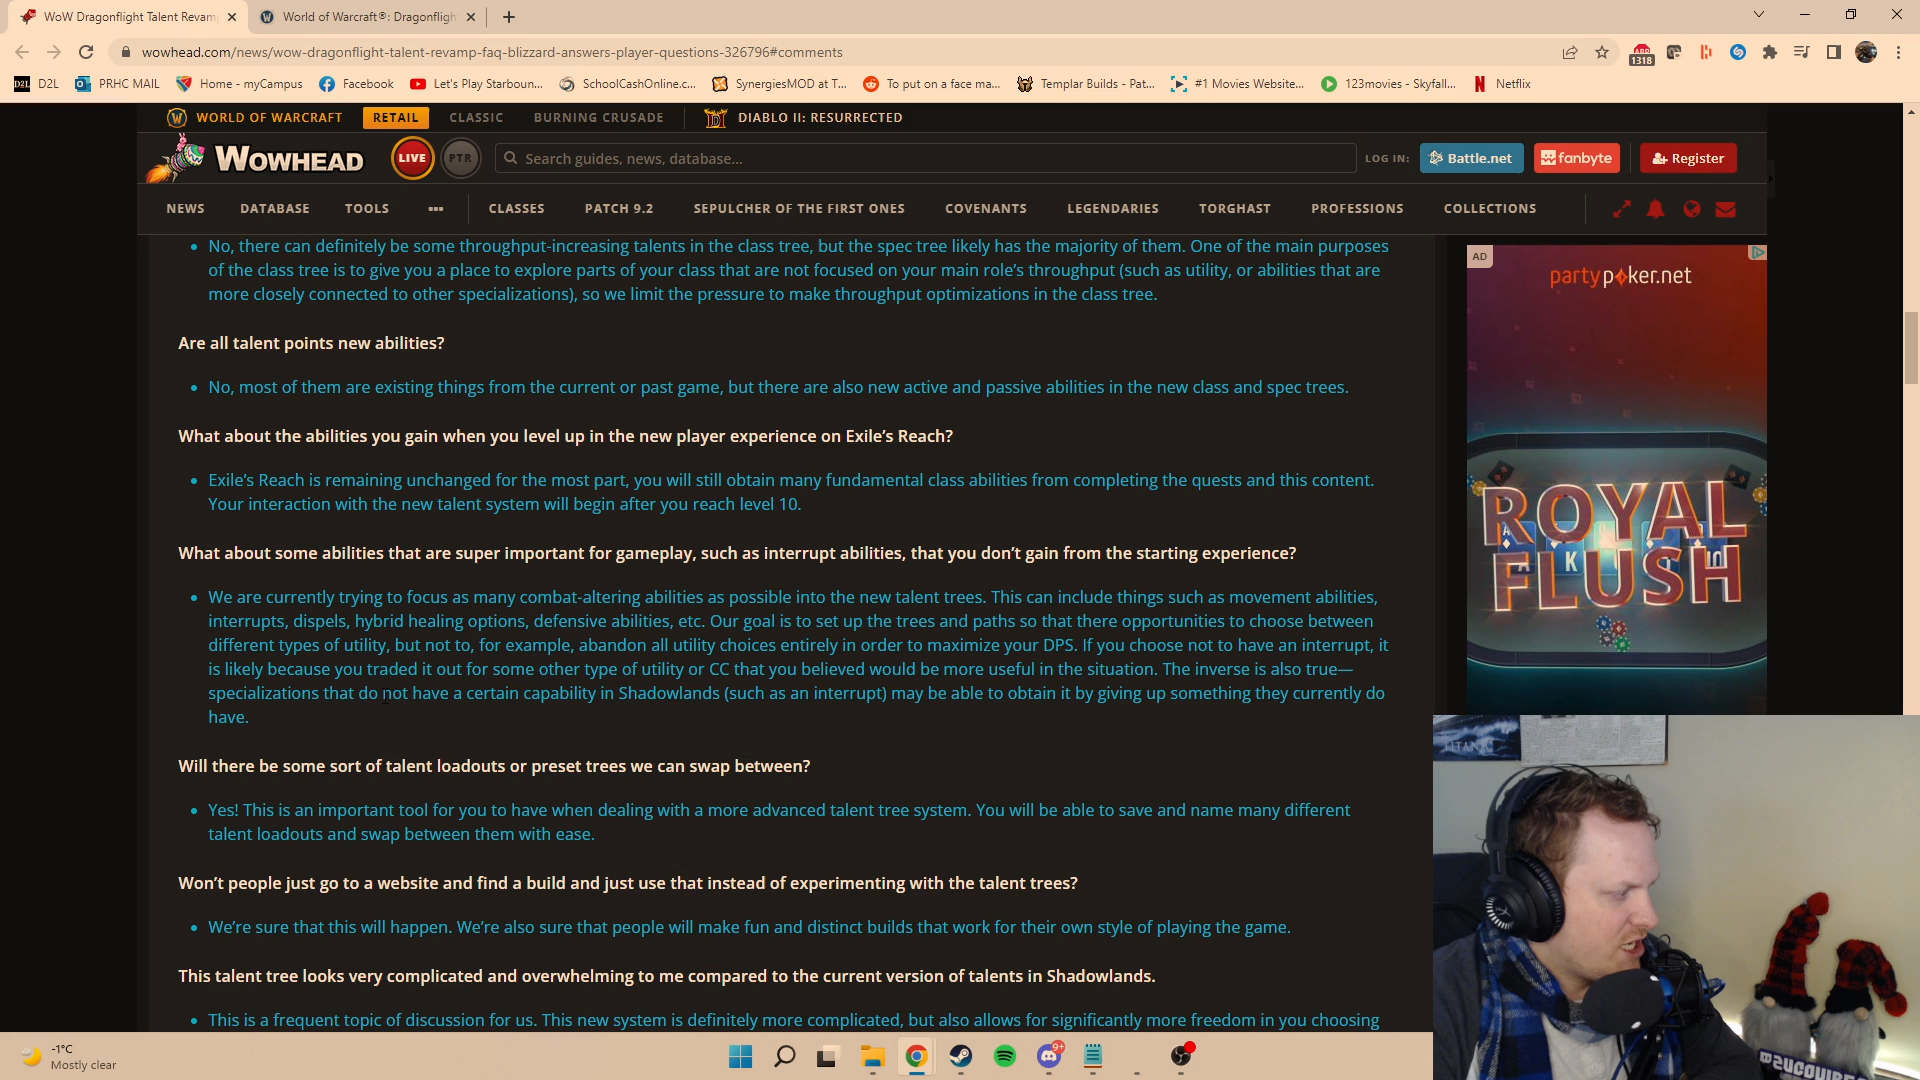 WoW Dragonflight Talent Revam
World of Warcraft®: Dragonfligh
wowhead.com/news/wow-dragonflight-talent-revamp-faq-blizzard-answers-player-questions-326796#comments
1318
D2L
PRHC MAIL
Home - myCampus
Facebook
Let's Play Starboun...
SchoolCashOnline.c...
SynergiesMOD at T...
To put on a face ma...
Templar Builds - Pat...
#1 Movies Website...
123movies - Skyfall...
Netflix
WORLD OF WARCRAFT
RETAIL
CLASSIC
BURNING CRUSADE
DIABLO II: RESURRECTED
WOWHEAD
LIVE
PTR
Search guides, news, database...
LOG IN:
Battle.net
fanbyte
Register
NEWS
DATABASE
TOOLS
CLASSES
PATCH 9.2
SEPULCHER OF THE FIRST ONES
COVENANTS
LEGENDARIES
TORGHAST
PROFESSIONS
COLLECTIONS
No, there can definitely be some throughput-increasing talents in the class tree, but the spec tree likely has the majority of them. One of the main purposes
of the class tree is to give you a place to explore parts of your class that are not focused on your main role's throughput (such as utility, or abilities that are
more closely connected to other specializations), so we limit the pressure to make throughput optimizations in the class tree.
Are all talent points new abilities?
No, most of them are existing things from the current or past game, but there are also new active and passive abilities in the new class and spec trees.
What about the abilities you gain when you level up in the new player experience on Exile's Reach?
Exile's Reach is remaining unchanged for the most part, you will still obtain many fundamental class abilities from completing the quests and this content.
Your interaction with the new talent system will begin after you reach level 10.
What about some abilities that are super important for gameplay, such as interrupt abilities, that you don't gain from the starting experience?
We are currently trying to focus as many combat-altering abilities as possible into the new talent trees. This can include things such as movement abilities,
interrupts, dispels, hybrid healing options, defensive abilities, etc. Our goal is to set up the trees and paths so that there opportunities to choose between
different types of utility, but not to, for example, abandon all utility choices entirely in order to maximize your DPS. If you choose not to have an interrupt, it
is likely because you traded it out for some other type of utility or CC that you believed would be more useful in the situation. The inverse is also true—
specializations that do not have a certain capability in Shadowlands (such as an interrupt) may be able to obtain it by giving up something they currently do
have.
Will there be some sort of talent loadouts or preset trees we can swap between?
Yes! This is an important tool for you to have when dealing with a more advanced talent tree system. You will be able to save and name many different
talent loadouts and swap between them with ease.
Won't people just go to a website and find a build and just use that instead of experimenting with the talent trees?
We're sure that this will happen. We're also sure that people will make fun and distinct builds that work for their own style of playing the game.
This talent tree looks very complicated and overwhelming to me compared to the current version of talents in Shadowlands.
This is a frequent topic of discussion for us. This new system is definitely more complicated, but also allows for significantly more freedom in you choosing
AD
partypoker.net
ROYAL
FLUSH
TITANIC
-1°C
Mostly clear
9+